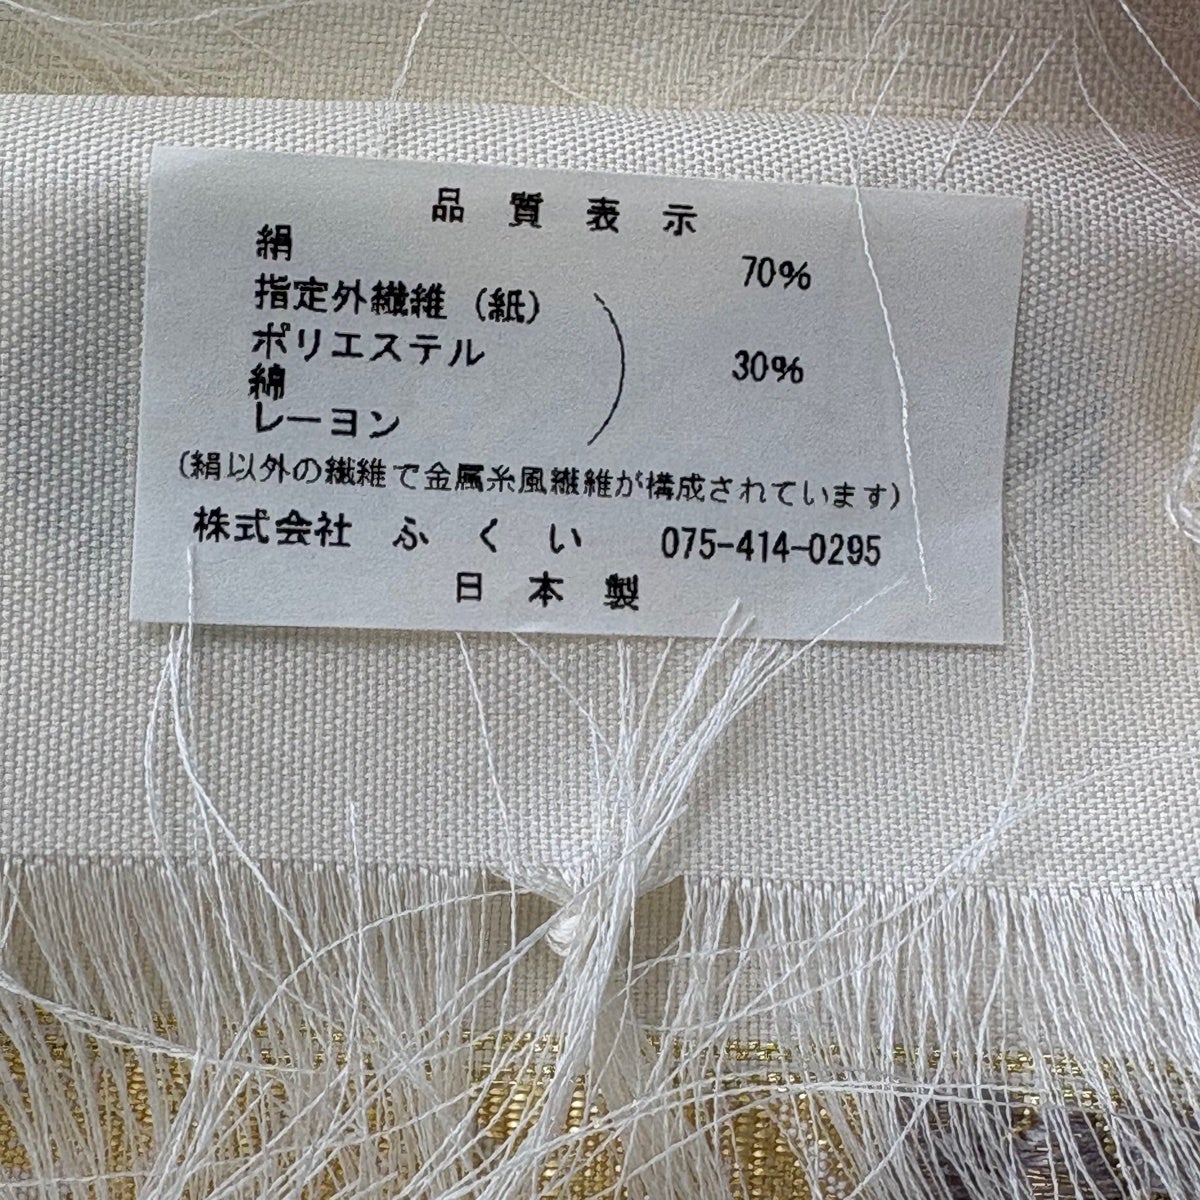 品質表示
絹 70%
指定外繊維（紙）
ポリエステル 30%
綿
レーヨン
（絹以外の繊維で金属糸風繊維が構成されています）
株式会社 ふくい 075-414-0295
日本製